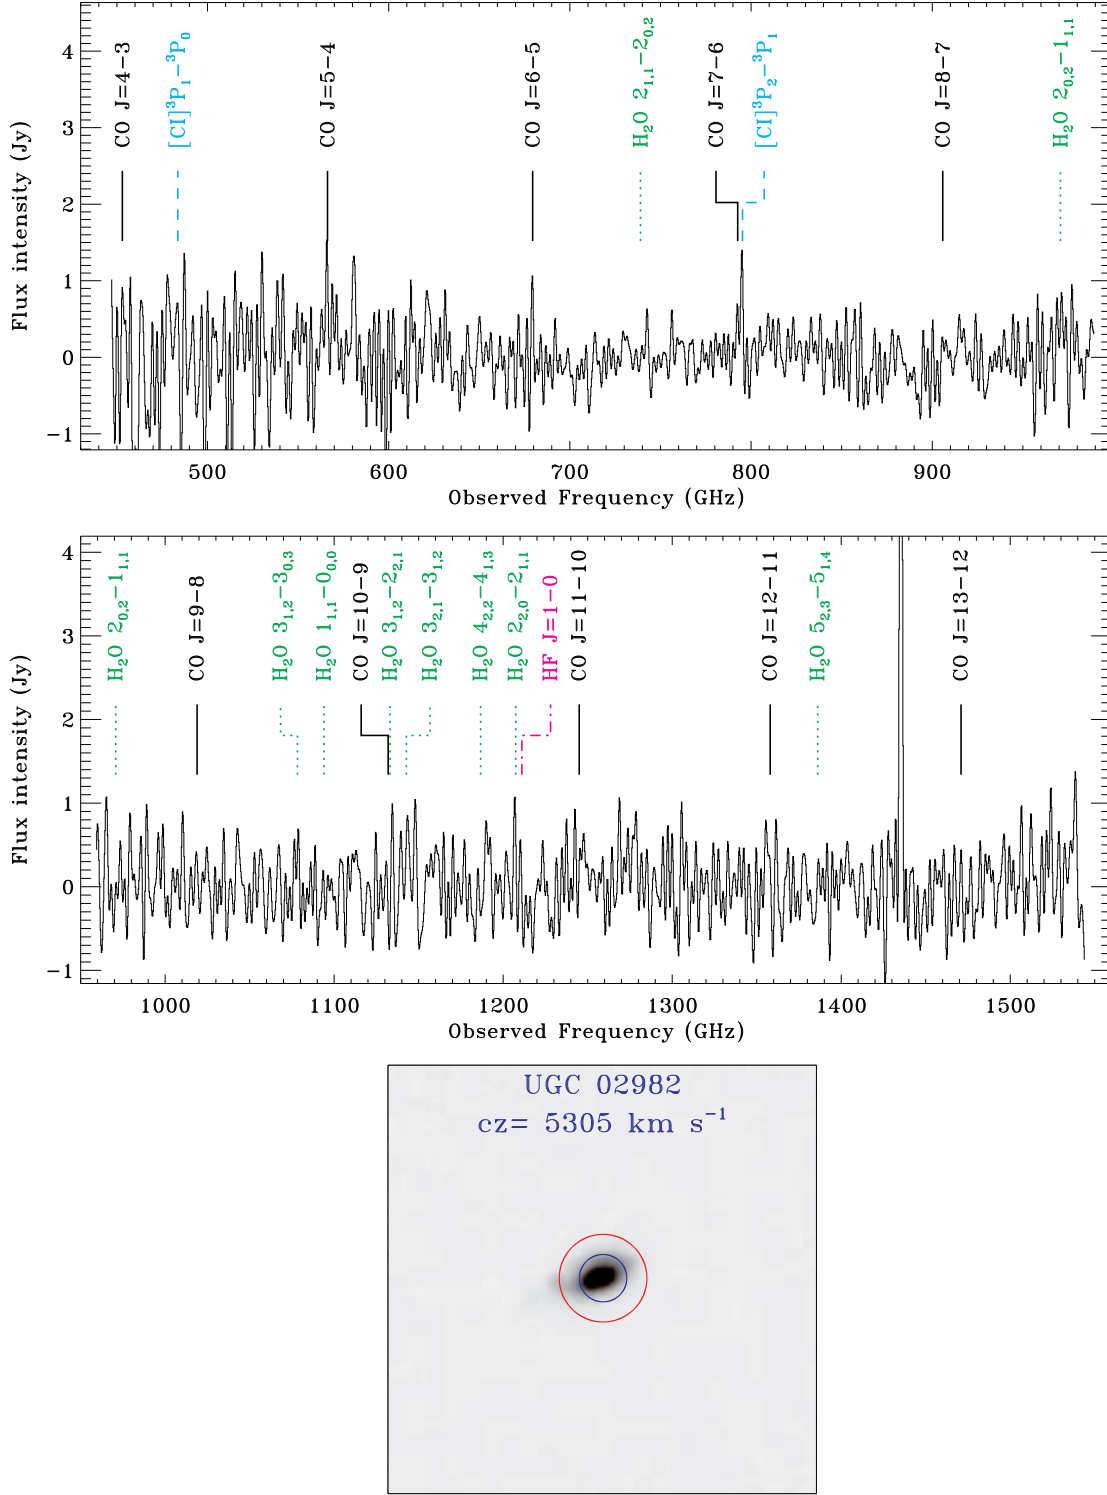 CO J=4−3
[CI]³P₁−³P₀
CO J=5−4
CO J=6−5
H₂O 2₁,₁−2₀,₂
CO J=7−6
[CI]³P₂−³P₁
CO J=8−7
H₂O 2₀,₂−1₁,₁
Flux intensity (Jy)
4
3
2
1
0
−1
500 600 700 800 900
Observed Frequency (GHz)
H₂O 2₀,₂−1₁,₁
CO J=9−8
H₂O 3₁,₂−3₀,₃
H₂O 1₁,₁−0₀,₀
CO J=10−9
H₂O 3₁,₂−2₂,₁
H₂O 3₂,₁−3₁,₂
H₂O 4₂,₂−4₁,₃
H₂O 2₂,₀−2₁,₁
HF J=1−0
CO J=11−10
CO J=12−11
H₂O 5₂,₃−5₁,₄
CO J=13−12
Flux intensity (Jy)
4
3
2
1
0
−1
1000 1100 1200 1300 1400 1500
Observed Frequency (GHz)
UGC 02982
cz= 5305 km s⁻¹